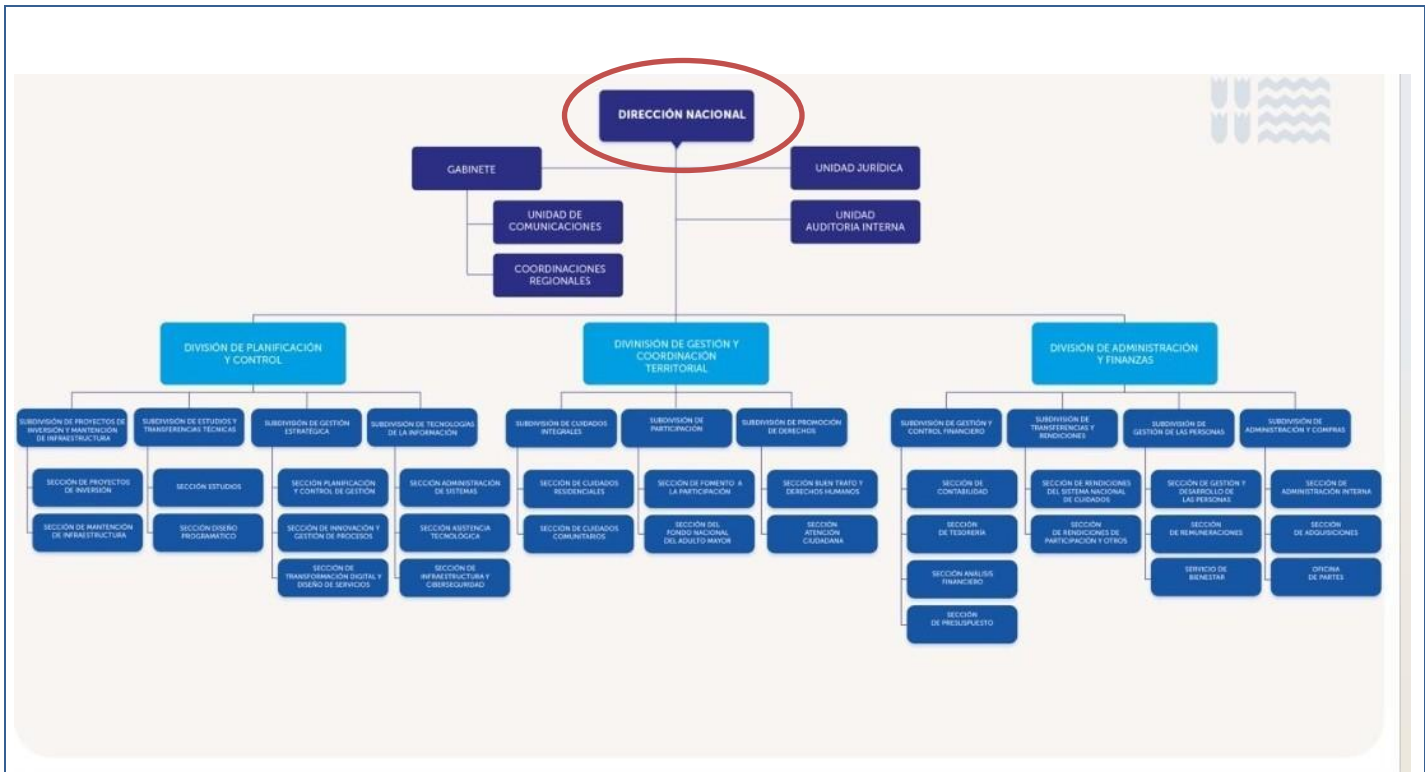 DIRECCIÓN NACIONAL
GABINETE
UNIDAD JURÍDICA
UNIDAD DE
COMUNICACIONES
UNIDAD
AUDITORIA INTERNA
COORDINACIONES
REGIONALES
DIVISIÓN DE PLANIFICACIÓN
Y CONTROL
DIVINISIÓN DE GESTIÓN Y
COORDINACIÓN
TERRITORIAL
DIVISIÓN DE ADMINISTRACIÓN
Y FINANZAS
SUBDIVISIÓN DE PROYECTOS DE
INVERSIÓN Y MANTENCIÓN
DE INFRAESTRUCTURA
SUBDIVISIÓN DE ESTUDIOS Y
TRANSFERENCIAS TÉCNICAS
SUBDIVISIÓN DE GESTIÓN
ESTRATÉGICA
SUBDIVISIÓN DE TECNOLOGÍAS
DE LA INFORMACIÓN
SUBDIVISIÓN DE CUIDADOS
INTEGRALES
SUBDIVISIÓN DE
PARTICIPACIÓN
SUBDIVISIÓN DE PROMOCIÓN
DE DERECHOS
SUBDIVISIÓN DE GESTIÓN Y
CONTROL FINANCIERO
SUBDIVISIÓN DE
TRANSFERENCIAS Y
RENDICIONES
SUBDIVISIÓN DE
GESTIÓN DE LAS PERSONAS
SUBDIVISIÓN DE
ADMINISTRACIÓN Y COMPRAS
SECCIÓN DE PROYECTOS
DE INVERSIÓN
SECCIÓN ESTUDIOS
SECCIÓN PLANIFICACIÓN
Y CONTROL DE GESTIÓN
SECCIÓN ADMINISTRACIÓN
DE SISTEMAS
SECCIÓN DE CUIDADOS
RESIDENCIALES
SECCIÓN DE FOMENTO A
LA PARTICIPACIÓN
SECCIÓN BUEN TRATO Y
DERECHOS HUMANOS
SECCIÓN DE
CONTABILIDAD
SECCIÓN DE RENDICIONES
DEL SISTEMA NACIONAL
DE CUIDADOS
SECCIÓN DE GESTIÓN Y
DESARROLLO DE
LAS PERSONAS
SECCIÓN DE
ADMINISTRACIÓN INTERNA
SECCIÓN DE MANTENCIÓN
DE INFRAESTRUCTURA
SECCIÓN DISEÑO
PROGRAMÁTICO
SECCIÓN DE INNOVACIÓN Y
GESTIÓN DE PROCESOS
SECCIÓN ASISTENCIA
TECNOLÓGICA
SECCIÓN DE CUIDADOS
COMUNITARIOS
SECCIÓN DEL
FONDO NACIONAL
DEL ADULTO MAYOR
SECCIÓN
ATENCIÓN
CIUDADANA
SECCIÓN
DE TESORERÍA
SECCIÓN
DE RENDICIONES DE
PARTICIPACIÓN Y OTROS
SECCIÓN
DE REMUNERACIONES
SECCIÓN
DE ADQUISICIONES
SECCIÓN DE
TRANSFORMACIÓN DIGITAL Y
DISEÑO DE SERVICIOS
SECCIÓN DE
INFRAESTRUCTURA Y
CIBERSEGURIDAD
SECCIÓN ANÁLISIS
FINANCIERO
SERVICIO DE
BIENESTAR
OFICINA
DE PARTES
SECCIÓN
DE PRESUSPUESTO